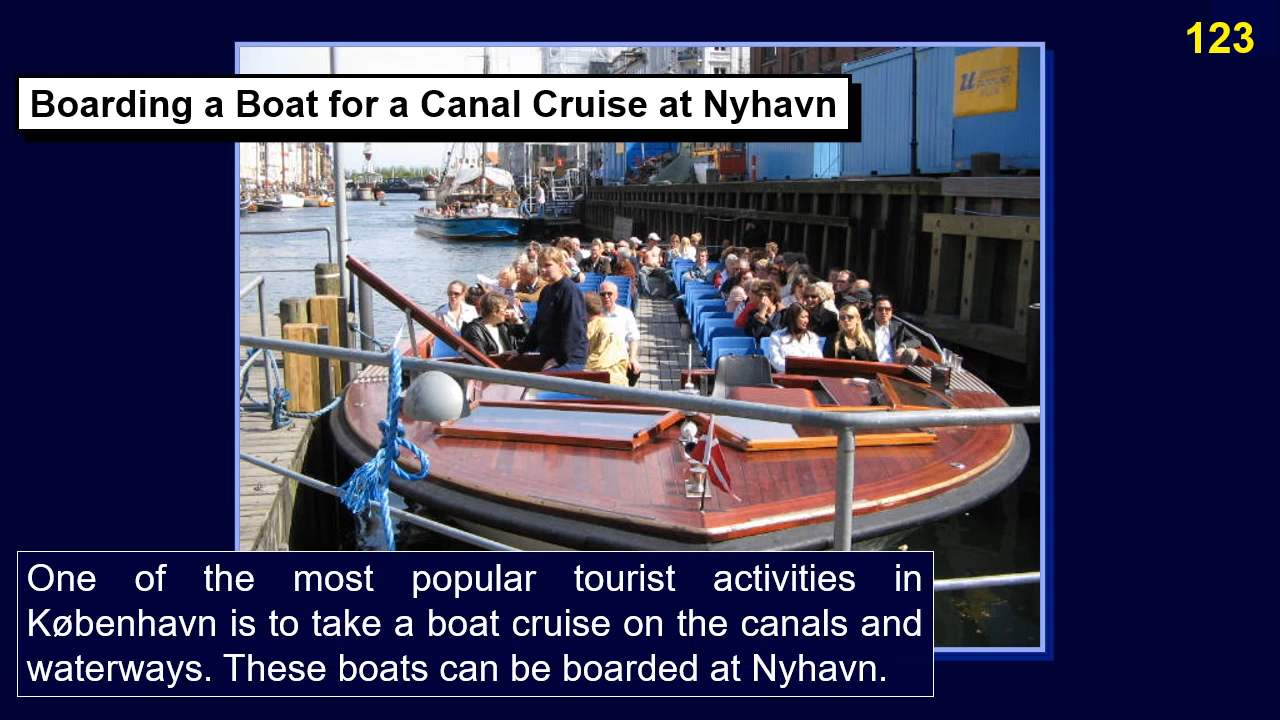 123
Boarding a Boat for a Canal Cruise at Nyhavn
One of the most popular tourist activities in
København is to take a boat cruise on the canals and
waterways. These boats can be boarded at Nyhavn.